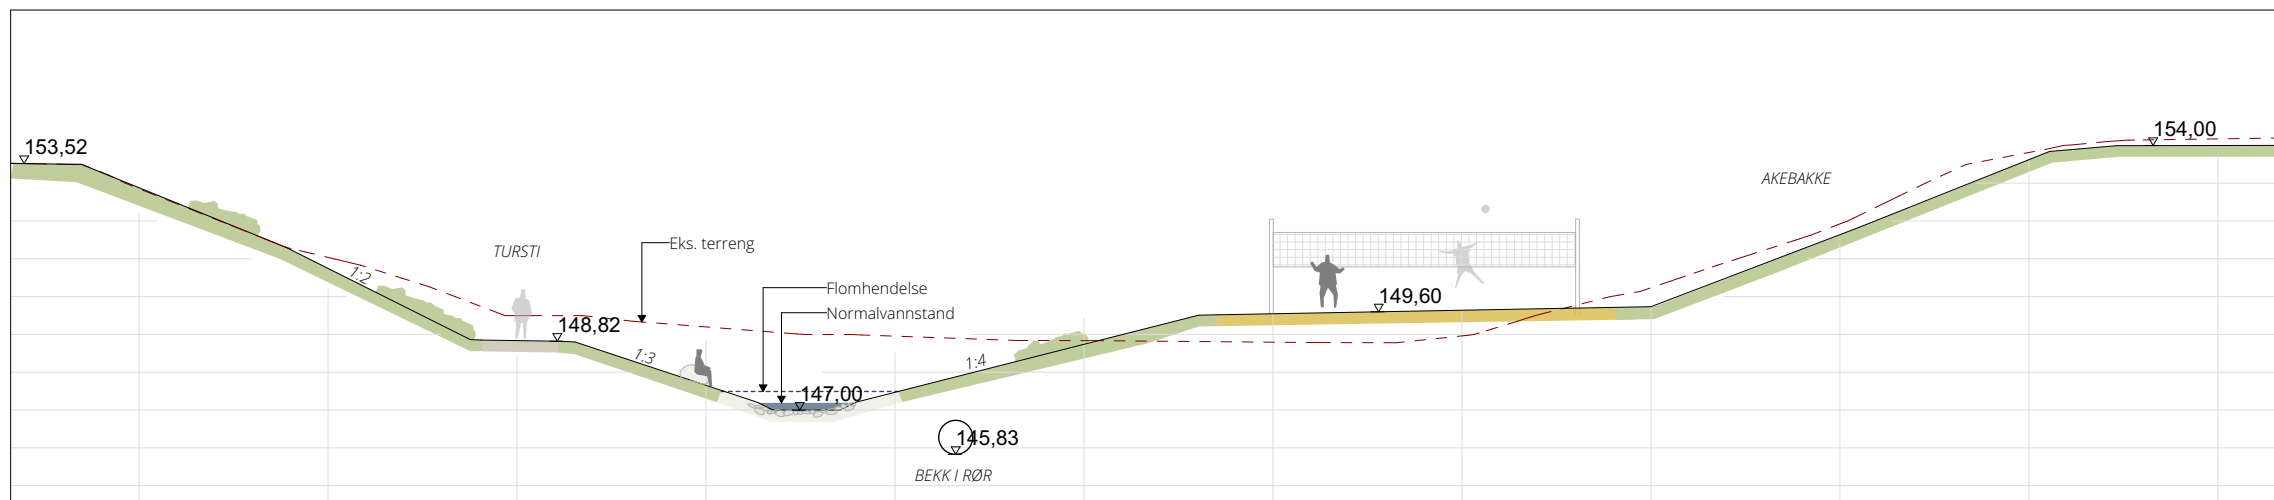 153,52
154,00
AKEBAKKE
TURSTI
Eks. terreng
1:2
Flomhendelse
149,60
Normalvannstand
148,82
1:3
1:4
147,00
145,83
BEKK I RØR